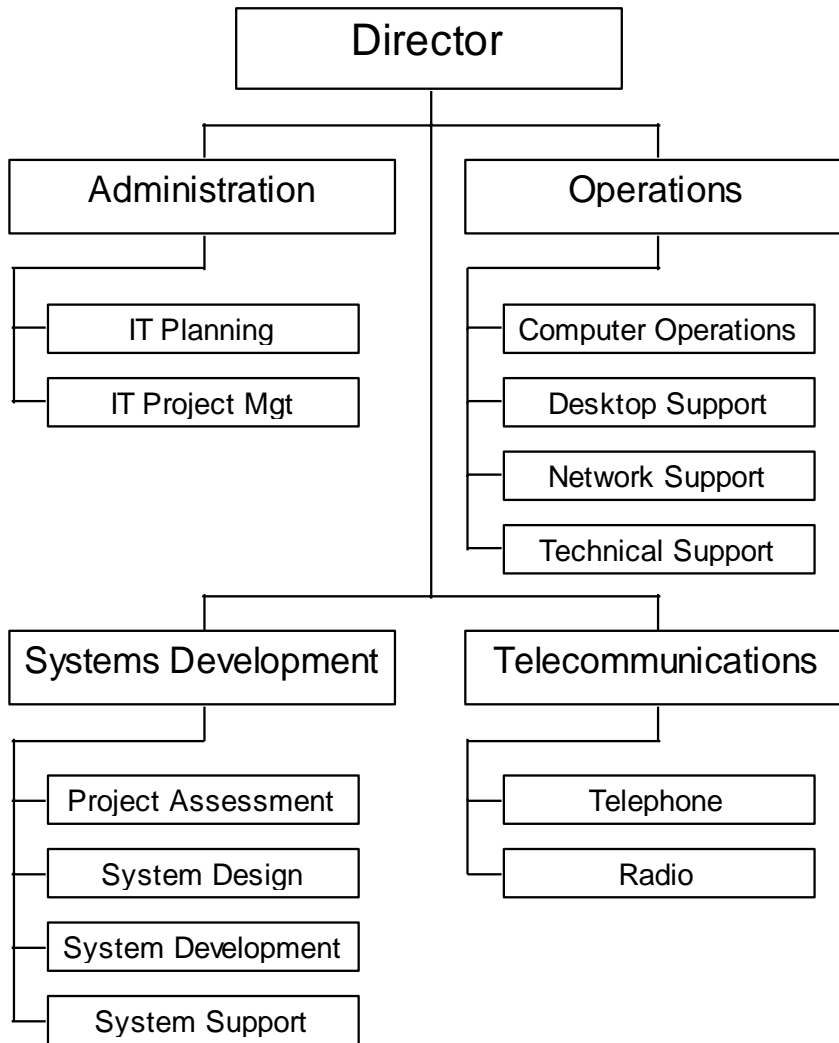 Director
Administration
Operations
IT Planning
IT Project Mgt
Computer Operations
Desktop Support
Network Support
Technical Support
Systems Development
Telecommunications
Project Assessment
System Design
System Development
System Support
Telephone
Radio